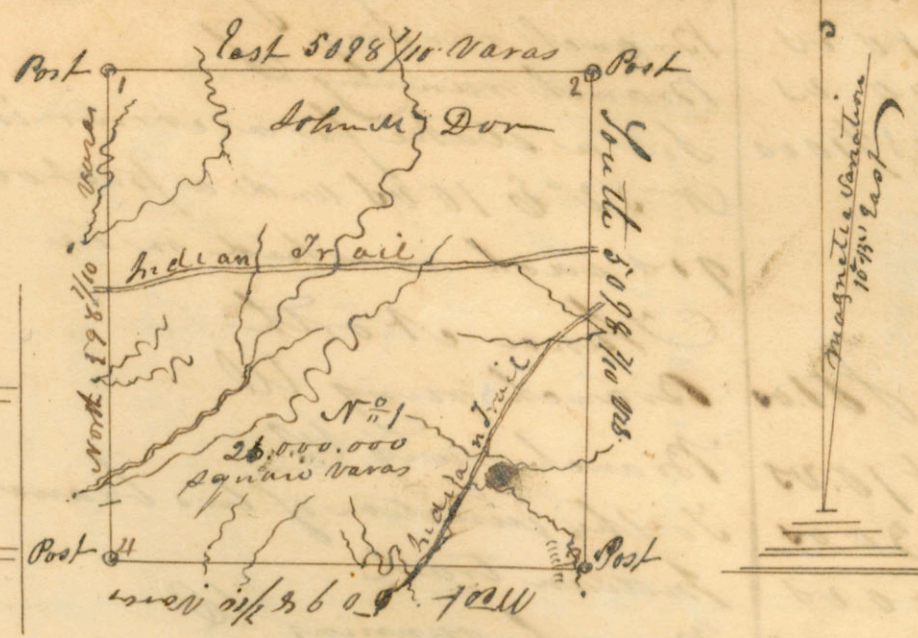 East 5098 7/10 Varas
Post
1
2
Post
John M Dor
North 5098 7/10 varas
South 5098 7/10 vrs.
Indian Trail
Indian Trail
No 1
26.000.000
Square varas
Post
4
Post
West 5098 7/10 Varas
Magnetic Variation
10° 15' East